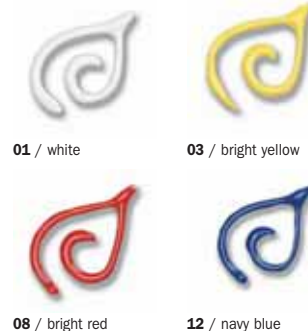 01 / white
03 / bright yellow
08 / bright red
12 / navy blue